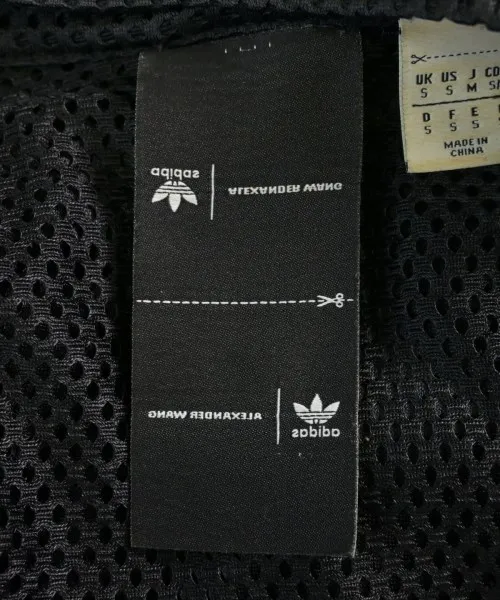 adidas | ALEXANDER WANG
ALEXANDER WANG | adidas
UK US J
S S M
D F E
S S S
MADE IN
CHINA